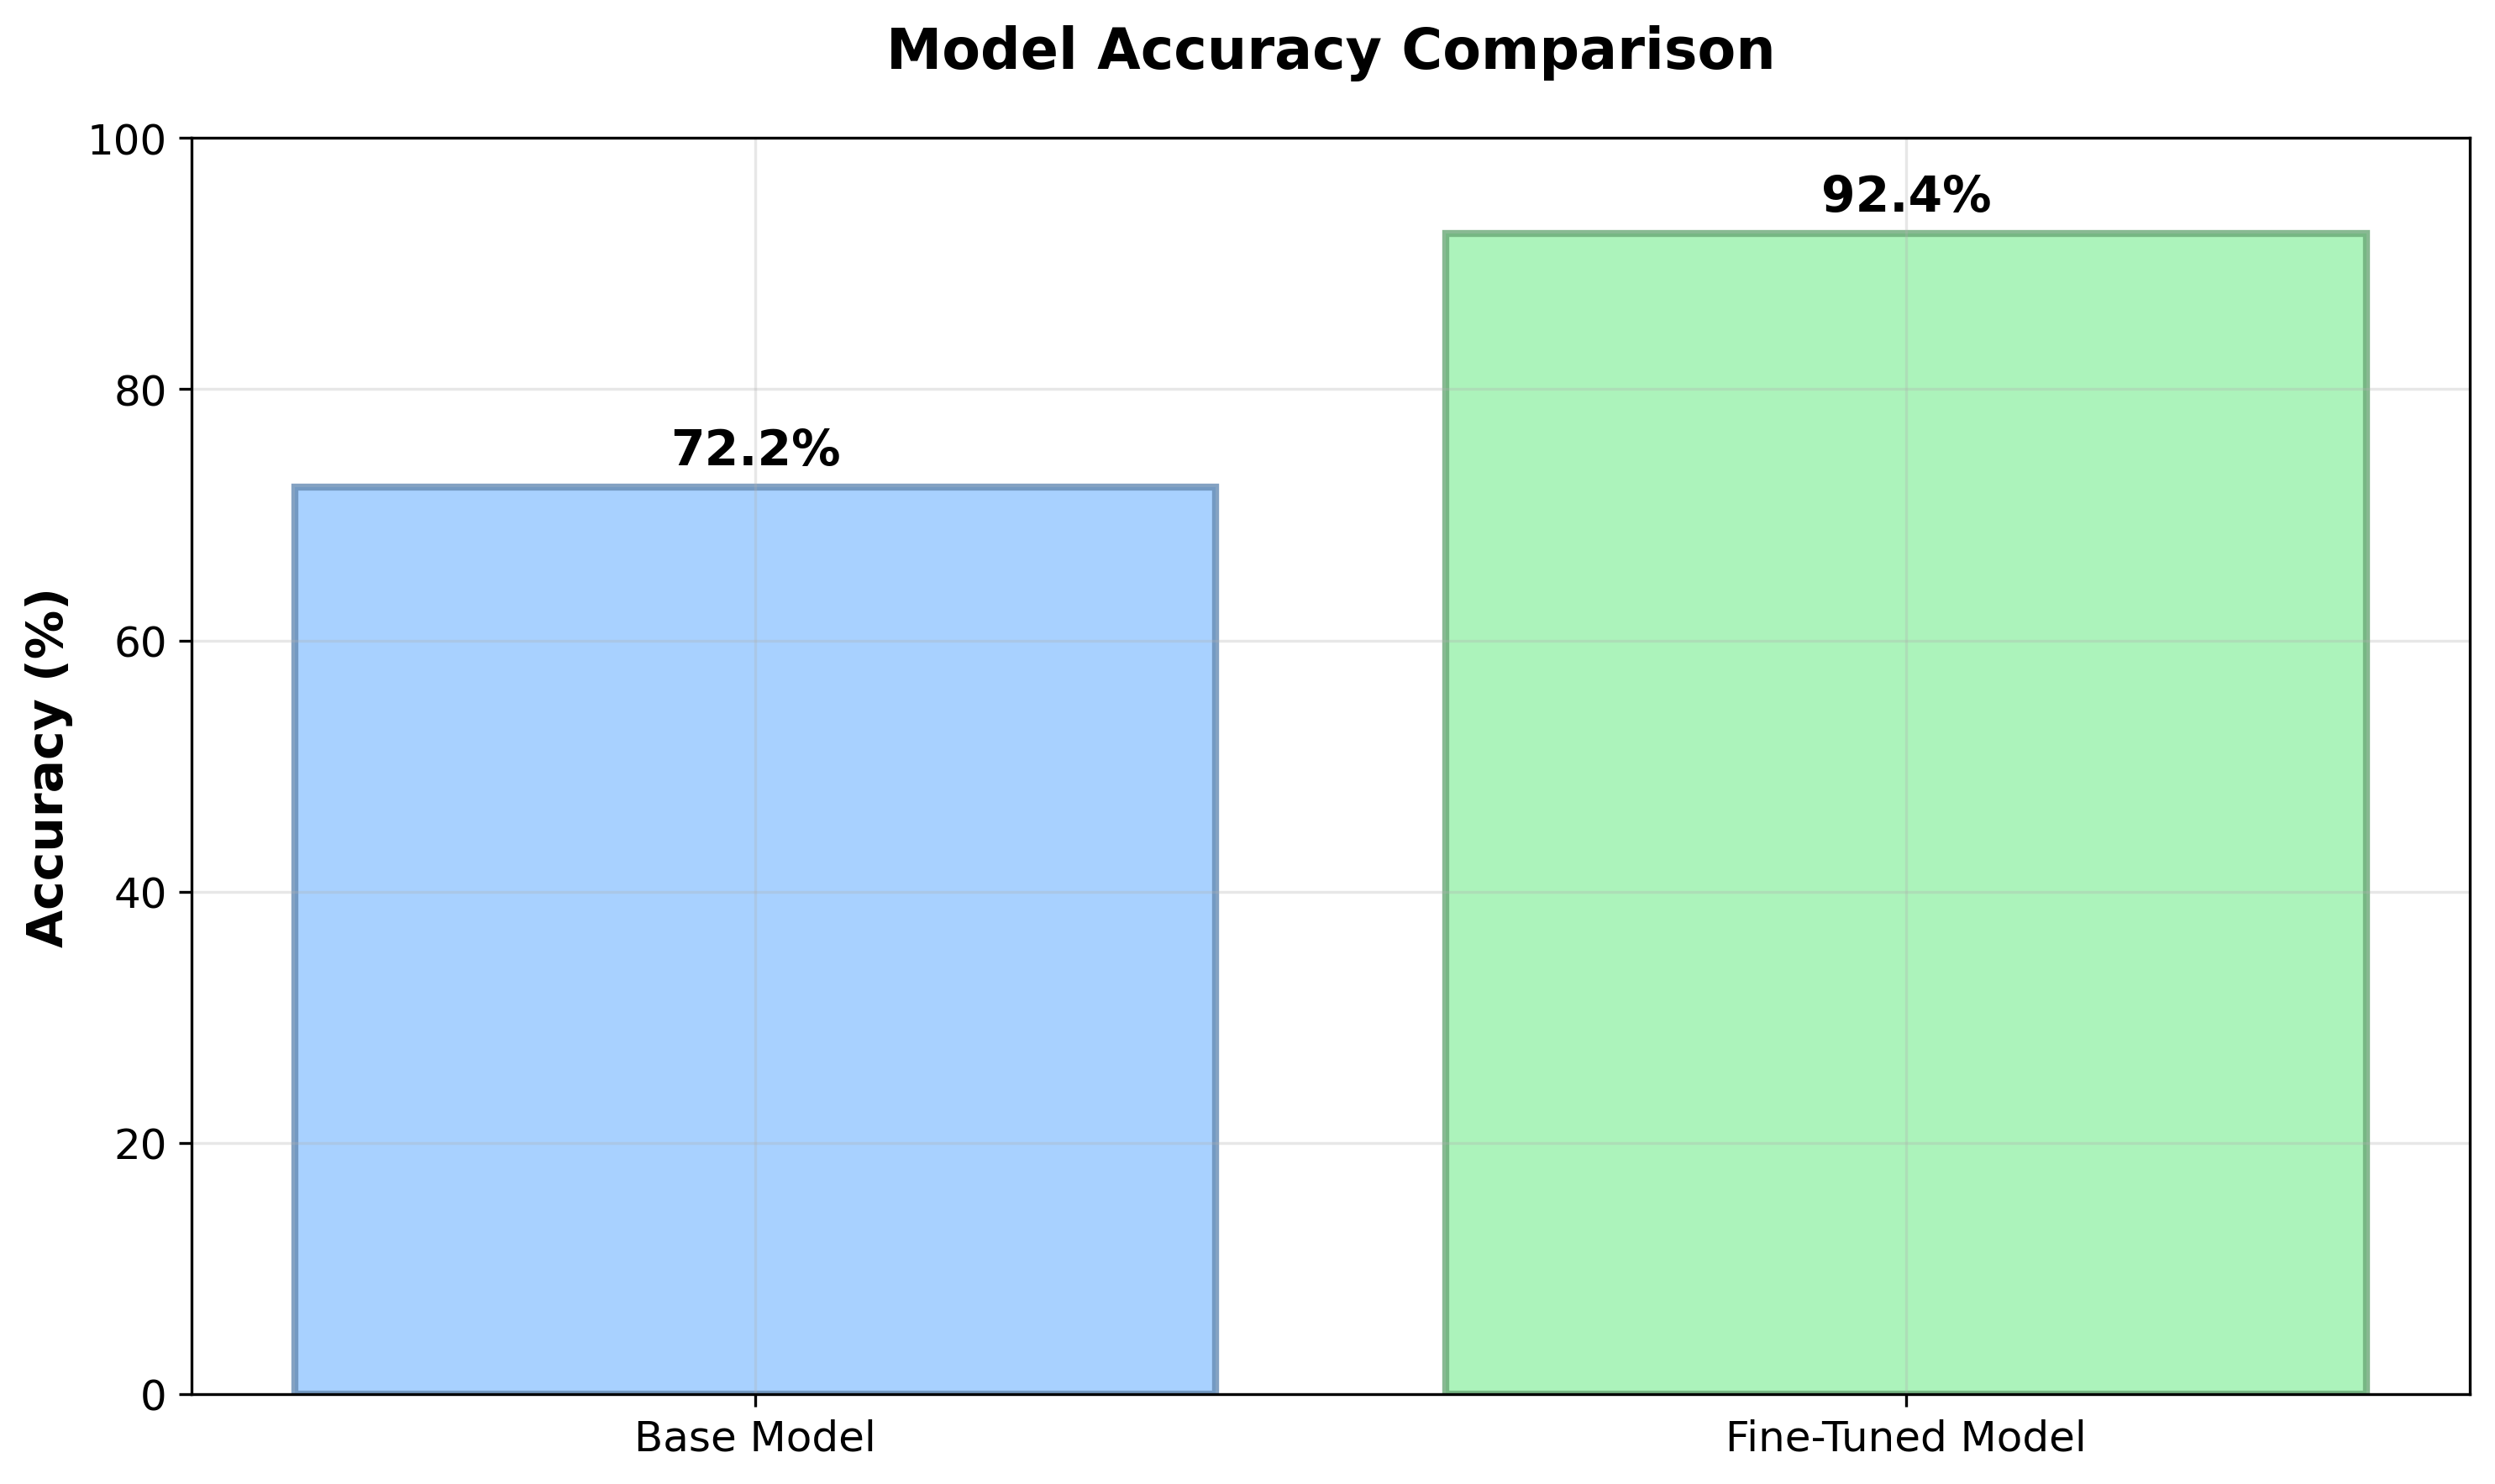 Model Accuracy Comparison
100
92.4%
80
72.2%
60
Accuracy (%)
40
20
0
Base Model
Fine-Tuned Model